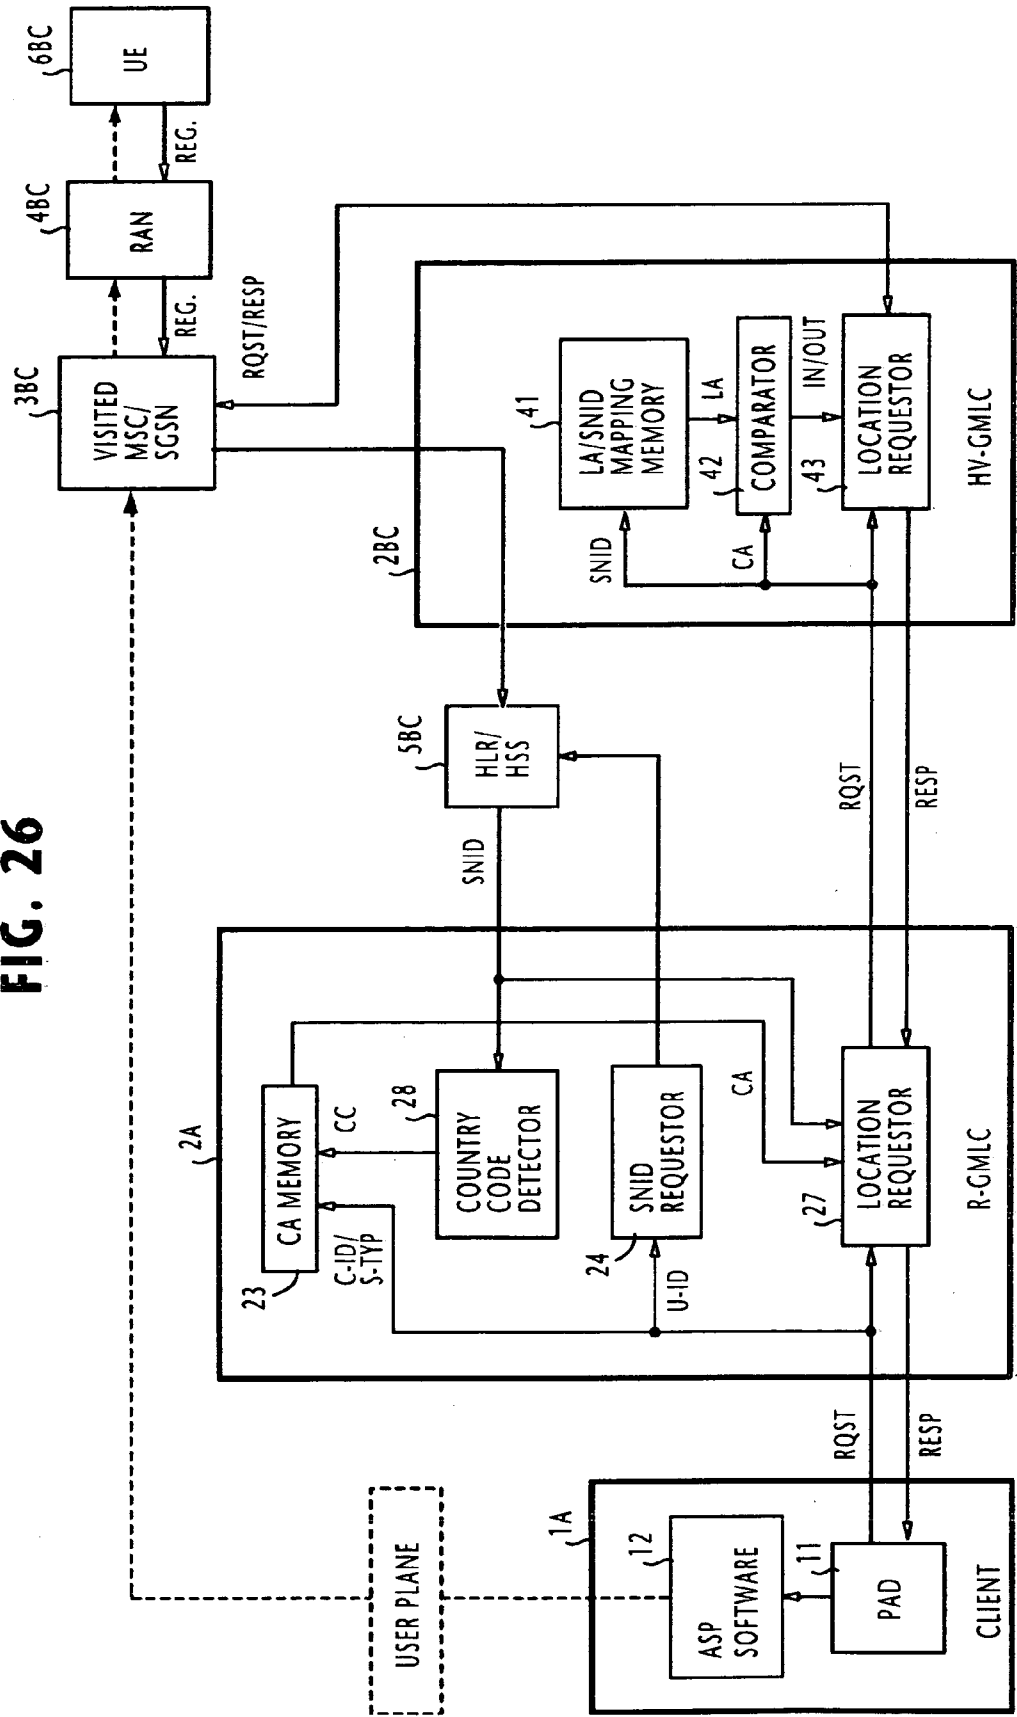 FIG. 26
6BC
UE
REG.
4BC
RAN
REG.
3BC
VISITED
MSC/
SGSN
RQST/RESP
USER PLANE
2A
23
CA MEMORY
C-ID/
S-TYP
CC
28
COUNTRY
CODE
DETECTOR
24
SNID
REQUESTOR
U-ID
CA
27
LOCATION
REQUESTOR
R-GMLC
SNID
5BC
HLR/
HSS
2BC
41
LA/SNID
MAPPING
MEMORY
SNID
LA
42
COMPARATOR
CA
IN/OUT
43
LOCATION
REQUESTOR
HV-GMLC
RQST
RESP
1A
12
ASP
SOFTWARE
11
PAD
CLIENT
RQST
RESP